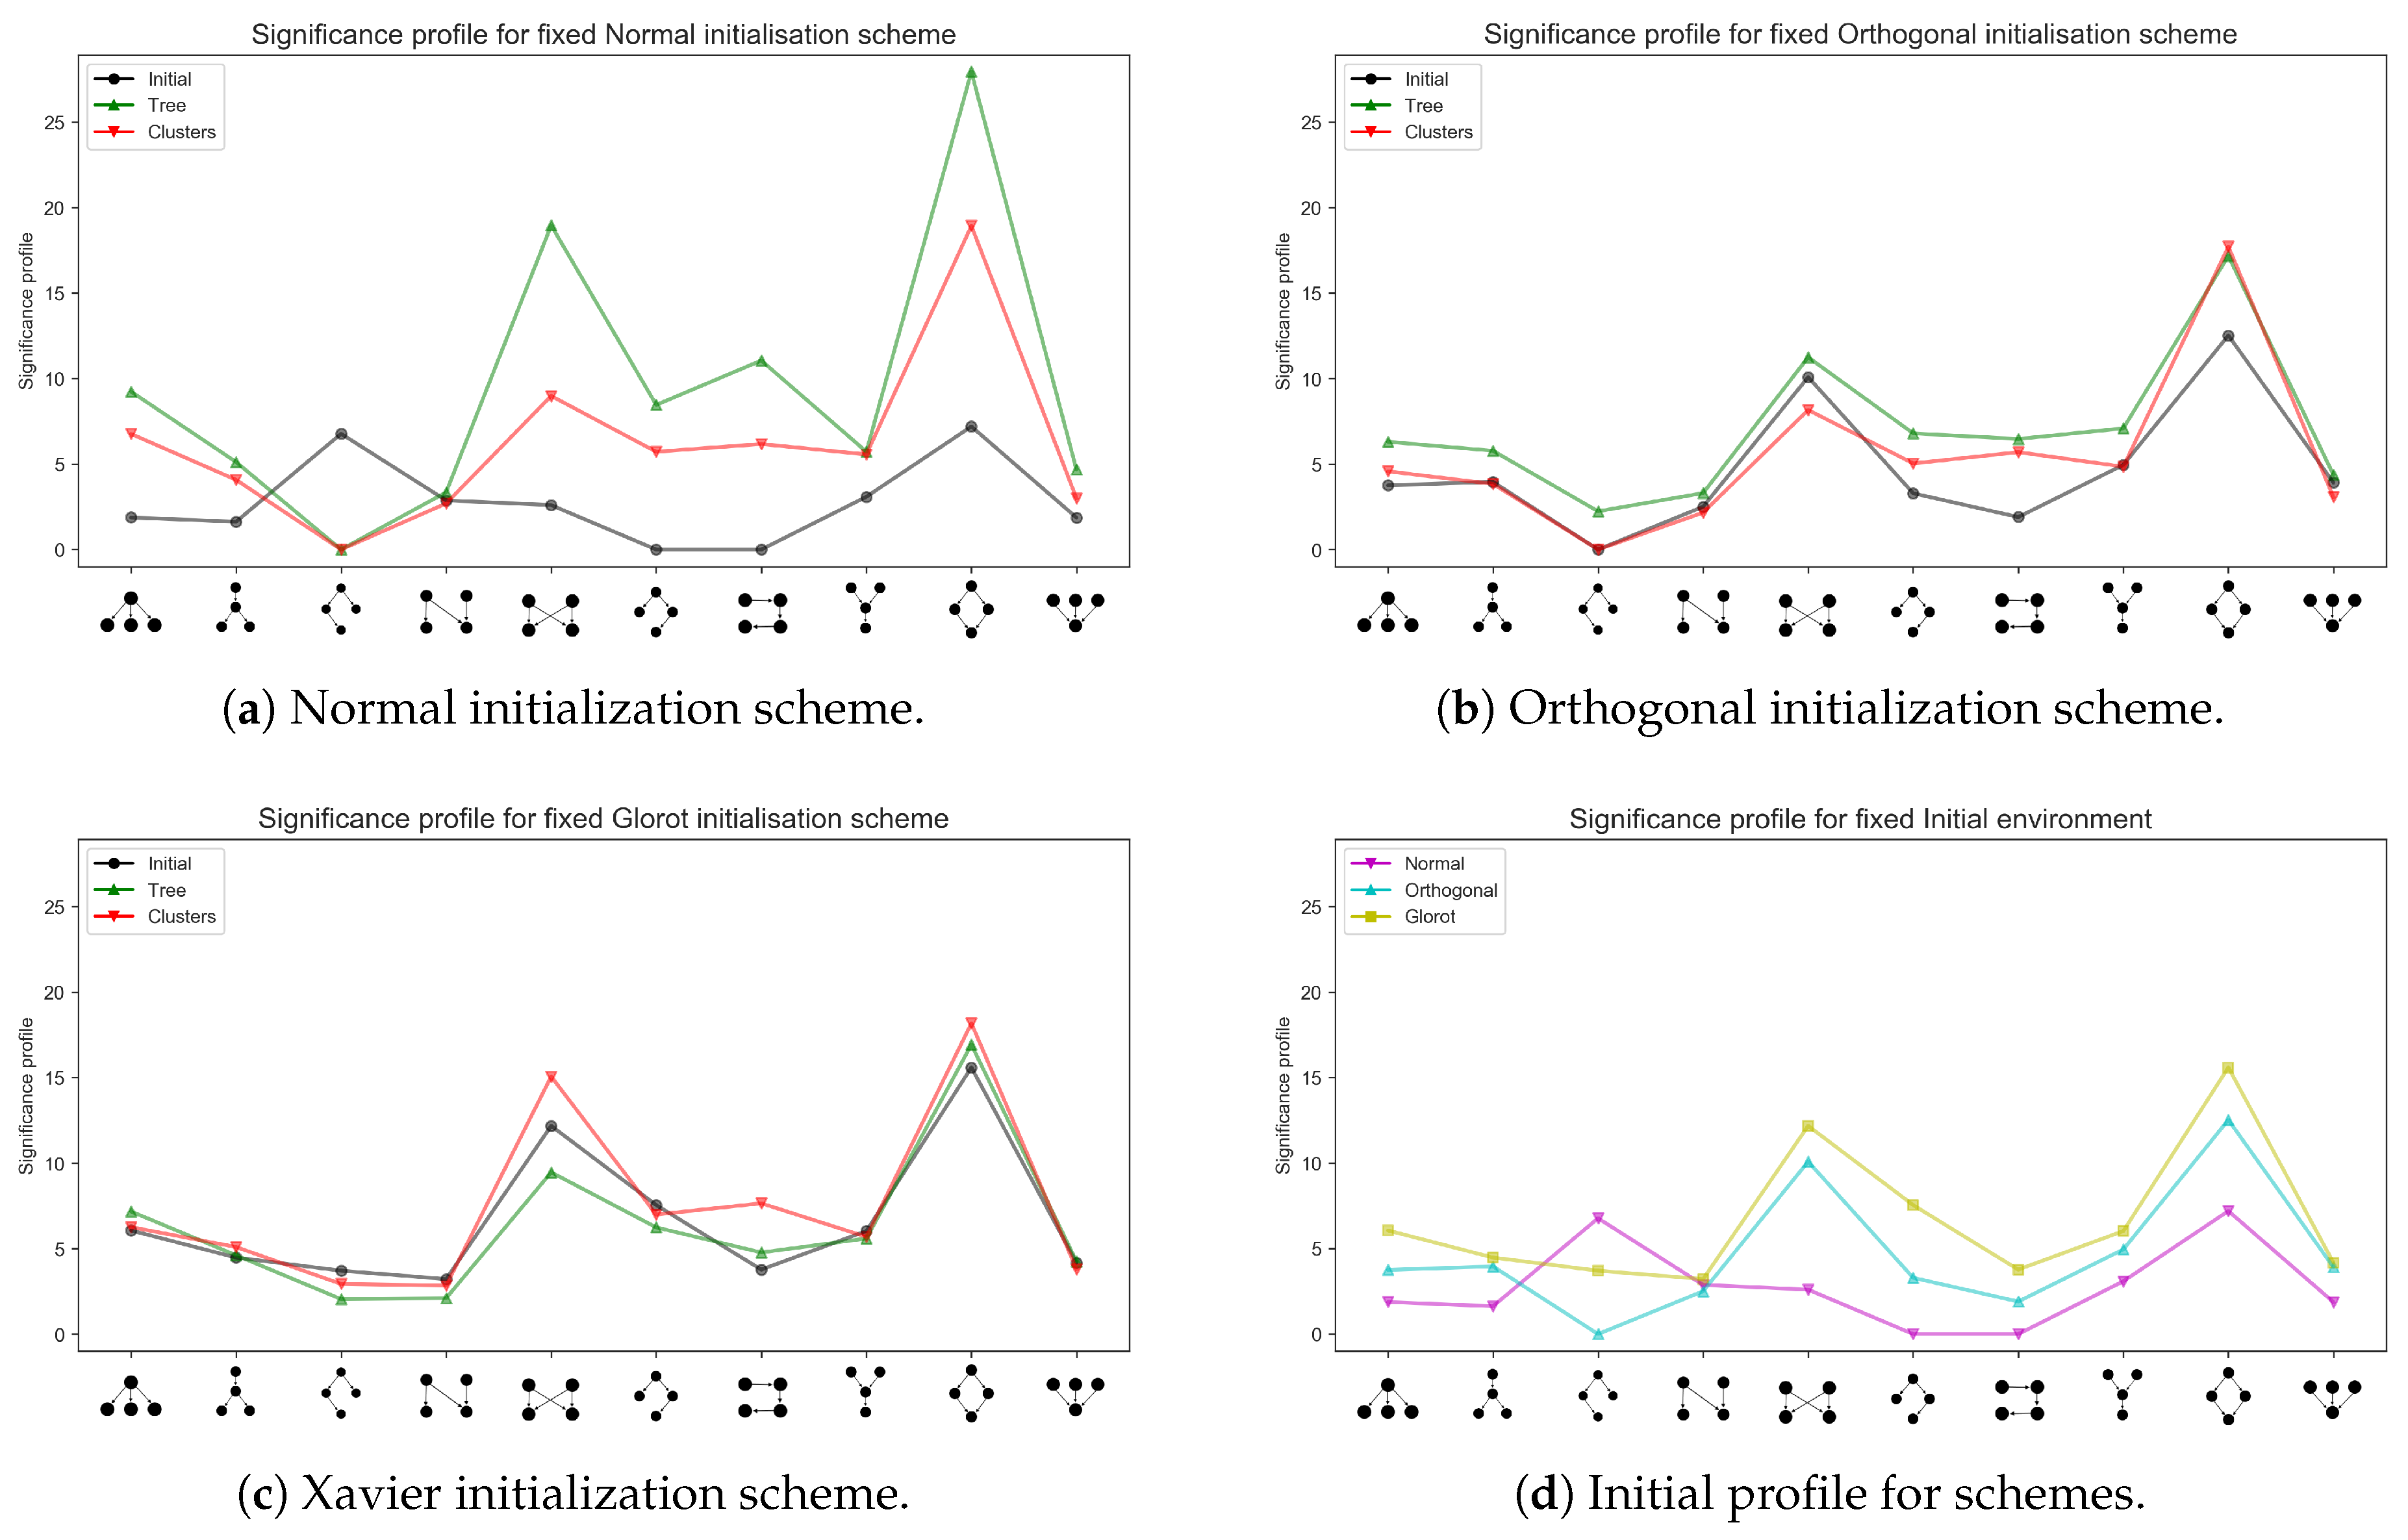 Significance profile for fixed Normal initialisation scheme
Initial
Tree
Clusters
25
20
15
10
5
0
Significance profile
(a) Normal initialization scheme.
Significance profile for fixed Orthogonal initialisation scheme
Initial
Tree
Clusters
25
20
15
10
5
0
Significance profile
(b) Orthogonal initialization scheme.
Significance profile for fixed Glorot initialisation scheme
Initial
Tree
Clusters
25
20
15
10
5
0
Significance profile
(c) Xavier initialization scheme.
Significance profile for fixed Initial environment
Normal
Orthogonal
Glorot
25
20
15
10
5
0
Significance profile
(d) Initial profile for schemes.